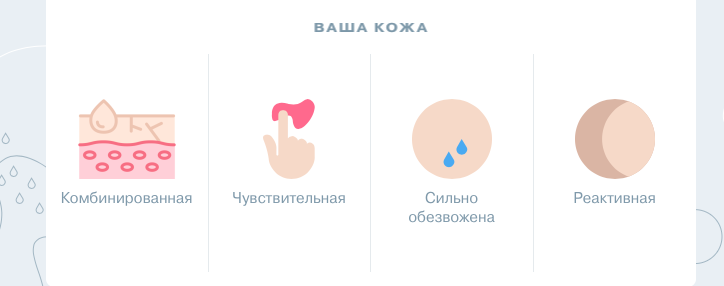 ВАША КОЖА
Комбинированная
Чувствительная
Сильно
обезвожена
Реактивная